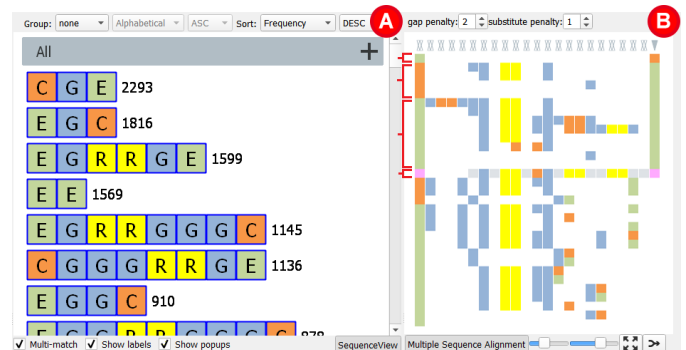 Group: none Alphabetical ASC Sort: Frequency DESC A
All +
C G E 2293
E G C 1816
E G R R G E 1599
E E 1569
E G R R G G G C 1145
C G G G R R G E 1136
E G G C 910
E G G R R G G G C 878
Multi-match Show labels Show popups SequenceView
gap penalty: 2 substitute penalty: 1 B
Multiple Sequence Alignment